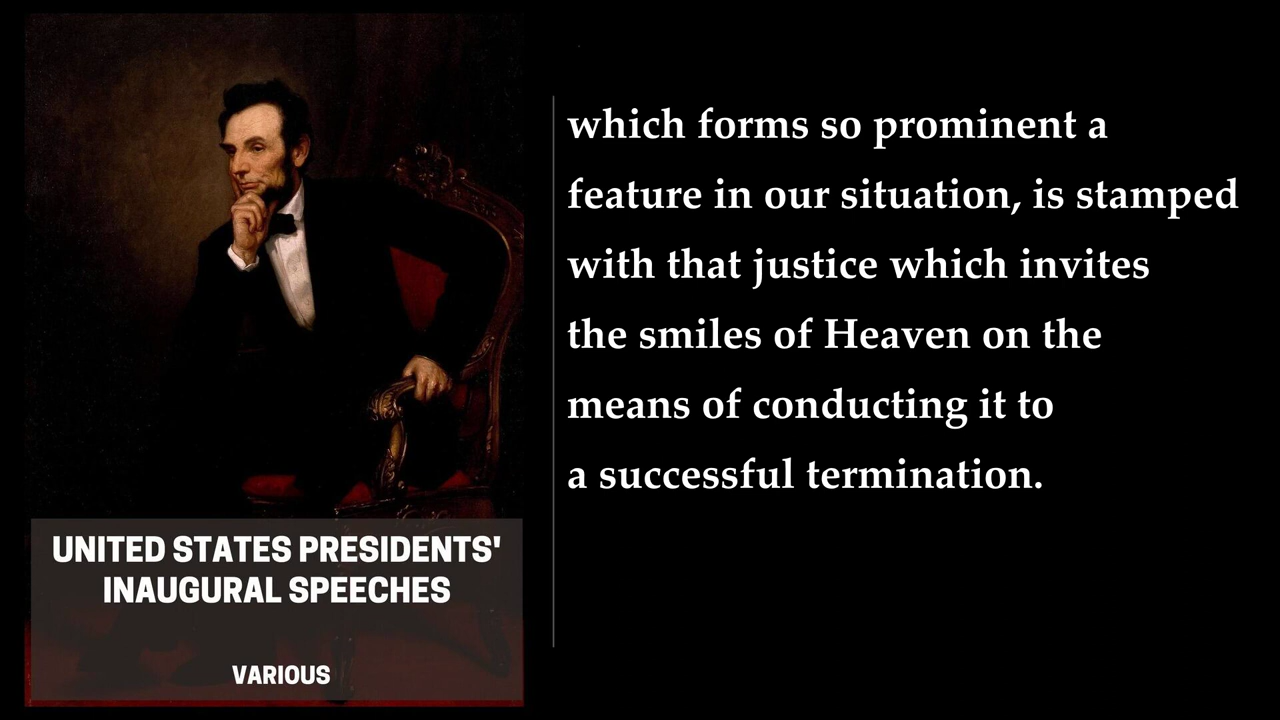 UNITED STATES PRESIDENTS'
INAUGURAL SPEECHES
VARIOUS
which forms so prominent a
feature in our situation, is stamped
with that justice which invites
the smiles of Heaven on the
means of conducting it to
a successful termination.